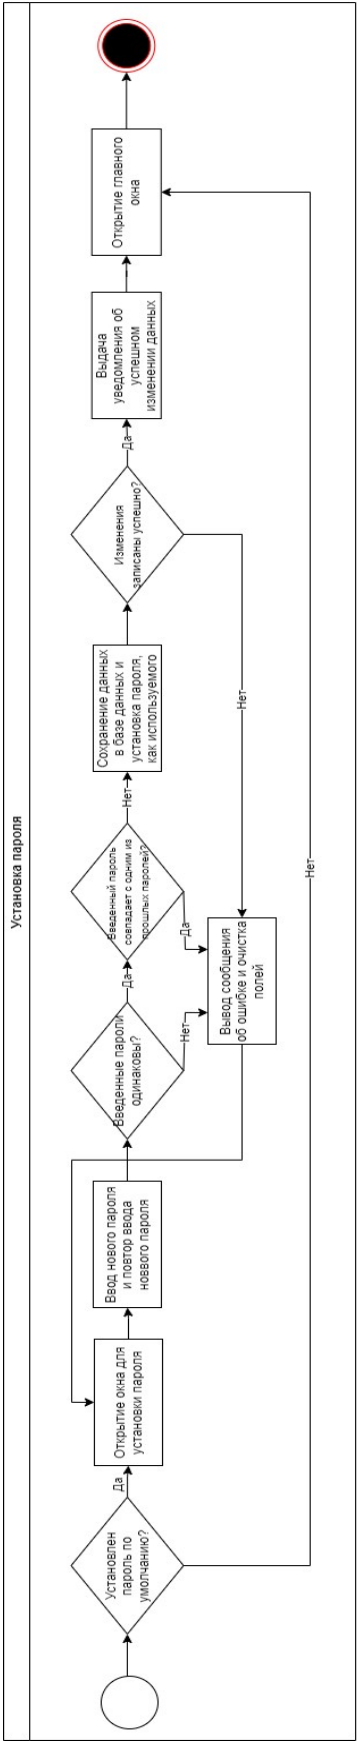 Установка пароля
Установлен
пароль по
умолчанию?
Да
Нет
Открытие окна для
установки пароля
Ввод нового пароля
и повтор ввода
новвого пароля
Введенные пароли
одинаковы?
Да
Нет
Введенный пароль
совпадает с одним из
прошлых паролей?
Да
Нет
Вывод сообщения
об ошибке и очистка
полей
Сохранение данных
в базе данных и
установка пароля,
как используемого
Изменения
записаны успешно?
Да
Нет
Выдача
уведомления об
успешном
изменении данных
Открытие главного
окна